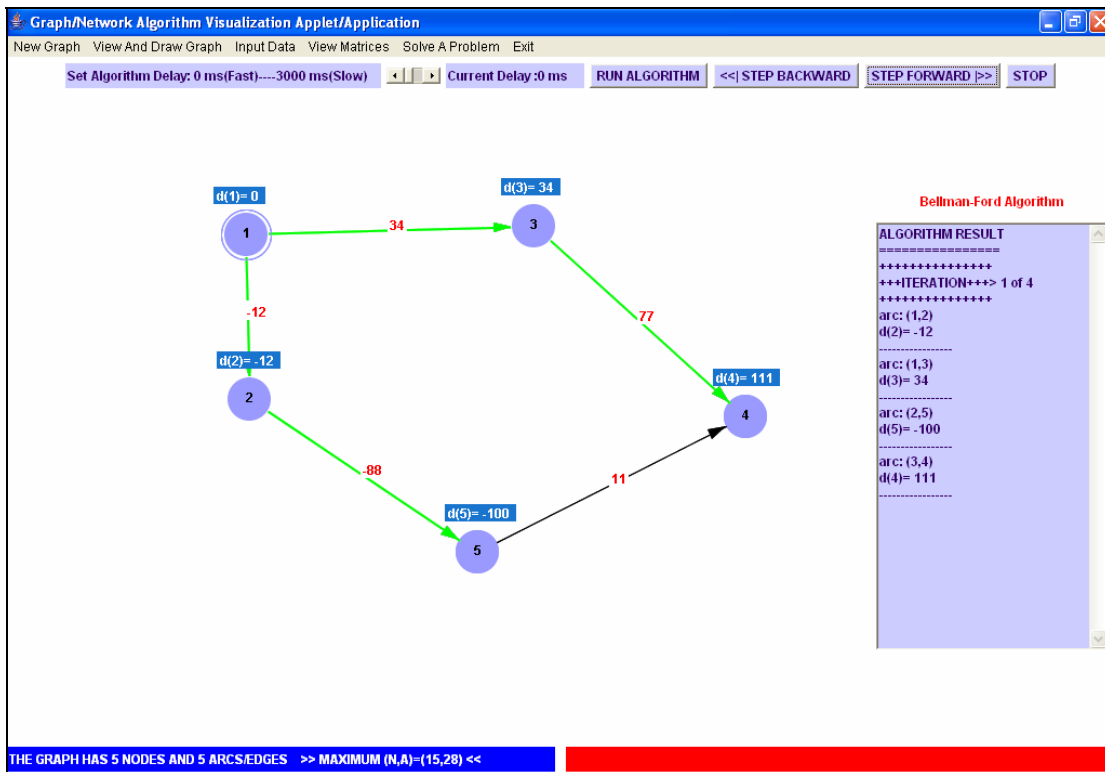 Graph/Network Algorithm Visualization Applet/Application
New Graph View And Draw Graph Input Data View Matrices Solve A Problem Exit
Set Algorithm Delay: 0 ms(Fast)----3000 ms(Slow) Current Delay :0 ms RUN ALGORITHM <<| STEP BACKWARD STEP FORWARD |>> STOP
d(1)= 0
1
34
d(3)= 34
3
-12
77
d(2)= -12
2
d(4)= 111
4
-88
11
d(5)= -100
5
Bellman-Ford Algorithm
ALGORITHM RESULT
================
+++++++++++++++
+++ITERATION+++> 1 of 4
+++++++++++++++
arc: (1,2)
d(2)= -12
-----------------
arc: (1,3)
d(3)= 34
-----------------
arc: (2,5)
d(5)= -100
-----------------
arc: (3,4)
d(4)= 111
-----------------
THE GRAPH HAS 5 NODES AND 5 ARCS/EDGES >> MAXIMUM (N,A)=(15,28) <<